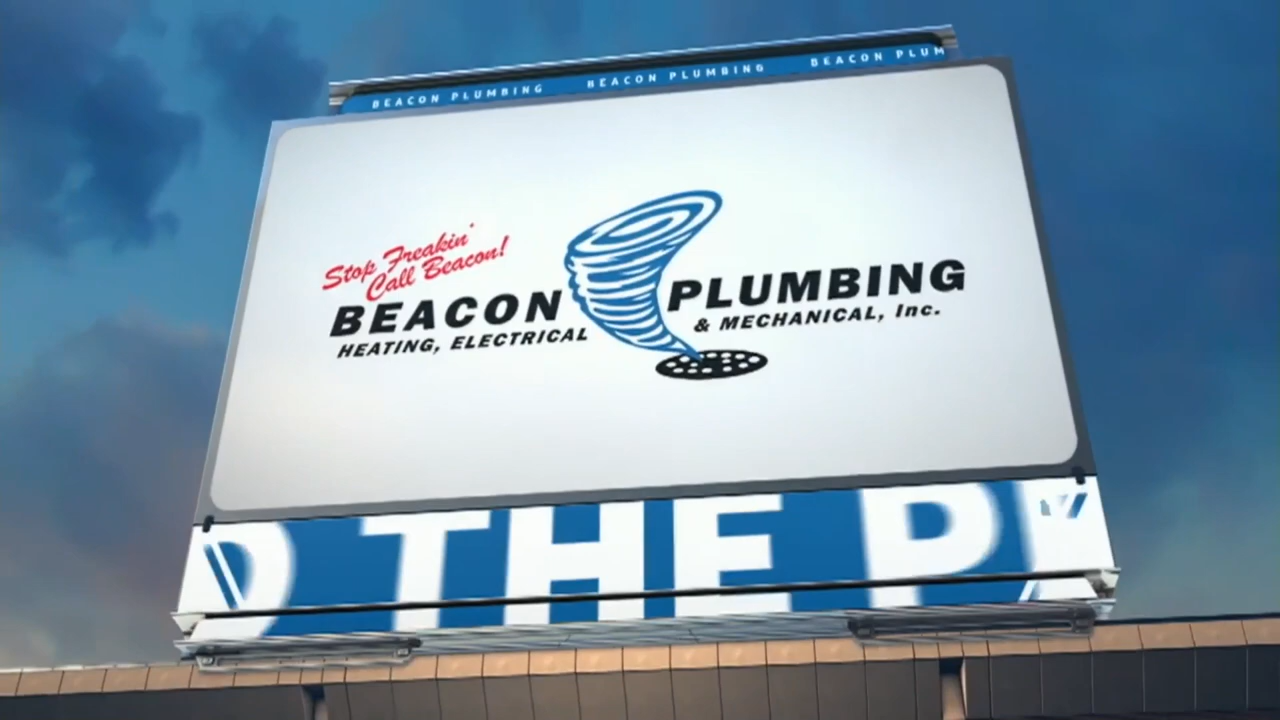 BEACON PLUMBING BEACON PLUMBING BEACON PLUM
Stop Freakin'
Call Beacon!
BEACON PLUMBING
HEATING, ELECTRICAL & MECHANICAL, Inc.
D THE P